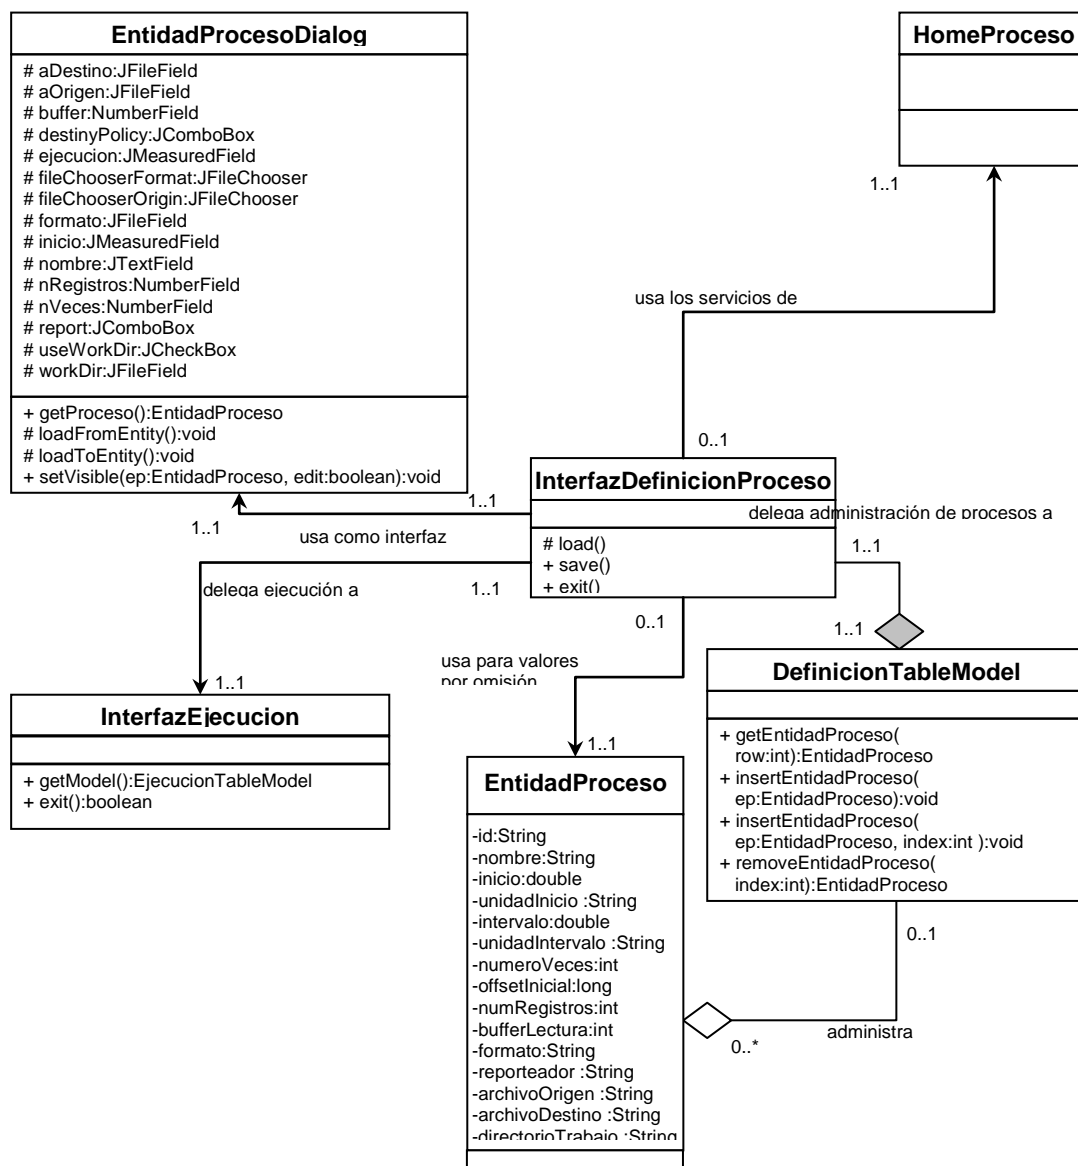 EntidadProcesoDialog
# aDestino:JFileField
# aOrigen:JFileField
# buffer:NumberField
# destinyPolicy:JComboBox
# ejecucion:JMeasuredField
# fileChooserFormat:JFileChooser
# fileChooserOrigin:JFileChooser
# formato:JFileField
# inicio:JMeasuredField
# nombre:JTextField
# nRegistros:NumberField
# nVeces:NumberField
# report:JComboBox
# useWorkDir:JCheckBox
# workDir:JFileField
+ getProceso():EntidadProceso
# loadFromEntity():void
# loadToEntity():void
+ setVisible(ep:EntidadProceso, edit:boolean):void
HomeProceso
1..1
usa los servicios de
0..1
InterfazDefinicionProceso
# load()
+ save()
+ exit()
1..1
1..1
usa como interfaz
delega administración de procesos a
1..1
1..1
delega ejecución a
1..1
1..1
InterfazEjecucion
+ getModel():EjecucionTableModel
+ exit():boolean
0..1
usa para valores
por omisión
1..1
DefinicionTableModel
+ getEntidadProceso(
row:int):EntidadProceso
+ insertEntidadProceso(
ep:EntidadProceso):void
+ insertEntidadProceso(
ep:EntidadProceso, index:int ):void
+ removeEntidadProceso(
index:int):EntidadProceso
0..1
administra
0..*
EntidadProceso
-id:String
-nombre:String
-inicio:double
-unidadInicio :String
-intervalo:double
-unidadIntervalo :String
-numeroVeces:int
-offsetInicial:long
-numRegistros:int
-bufferLectura:int
-formato:String
-reporteador :String
-archivoOrigen :String
-archivoDestino :String
-directorioTrabajo :String